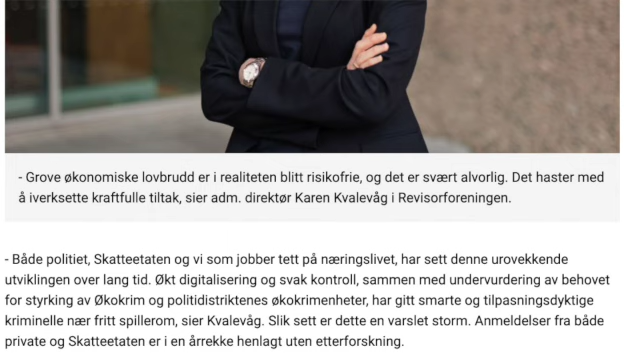 - Grove økonomiske lovbrudd er i realiteten blitt risikofrie, og det er svært alvorlig. Det haster med
å iverksette kraftfulle tiltak, sier adm. direktør Karen Kvalevåg i Revisorforeningen.
- Både politiet, Skatteetaten og vi som jobber tett på næringslivet, har sett denne urovekkende
utviklingen over lang tid. Økt digitalisering og svak kontroll, sammen med undervurdering av behovet
for styrking av Økokrim og politidistriktenes økokrimenheter, har gitt smarte og tilpasningsdyktige
kriminelle nær fritt spillerom, sier Kvalevåg. Slik sett er dette en varslet storm. Anmeldelser fra både
private og Skatteetaten er i en årrekke henlagt uten etterforskning.